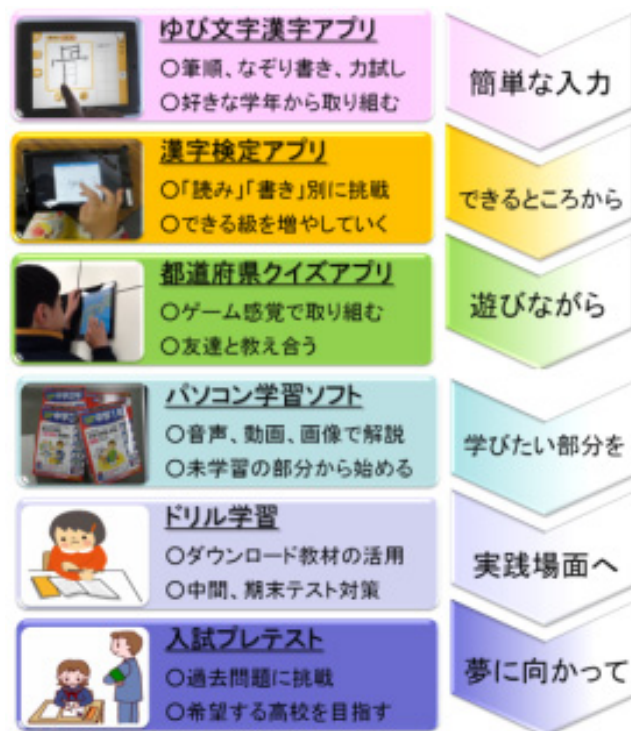 ゆび文字漢字アプリ
○筆順、なぞり書き、力試し
○好きな学年から取り組む
簡単な入力
漢字検定アプリ
○「読み」「書き」別に挑戦
○できる級を増やしていく
できるところから
都道府県クイズアプリ
○ゲーム感覚で取り組む
○友達と教え合う
遊びながら
パソコン学習ソフト
○音声、動画、画像で解説
○未学習の部分から始める
学びたい部分を
ドリル学習
○ダウンロード教材の活用
○中間、期末テスト対策
実践場面へ
入試プレテスト
○過去問題に挑戦
○希望する高校を目指す
夢に向かって